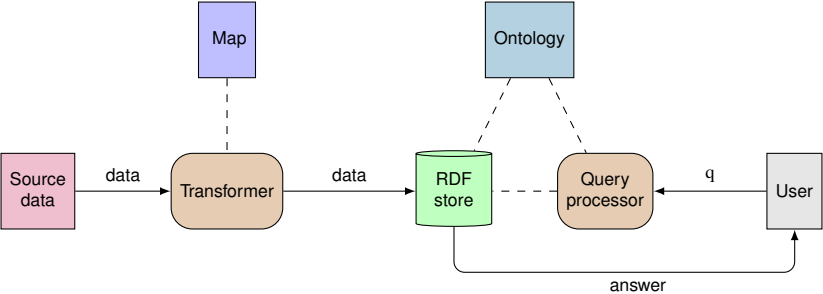 Map
Ontology
Source
data
data
Transformer
data
RDF
store
Query
processor
q
User
answer